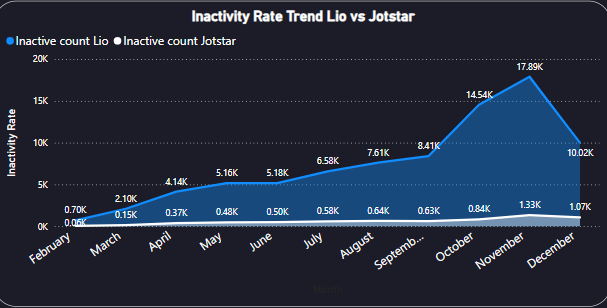 Inactivity Rate Trend Lio vs Jotstar
Inactive count Lio Inactive count Jotstar
Inactivity Rate
20K
15K
10K
5K
0K
0.70K 2.10K 4.14K 5.16K 5.18K 6.58K 7.61K 8.41K 14.54K 17.89K 10.02K
0.15K 0.37K 0.48K 0.50K 0.58K 0.64K 0.63K 0.84K 1.33K 1.07K
February March April May June July August Septemb... October November December
Month